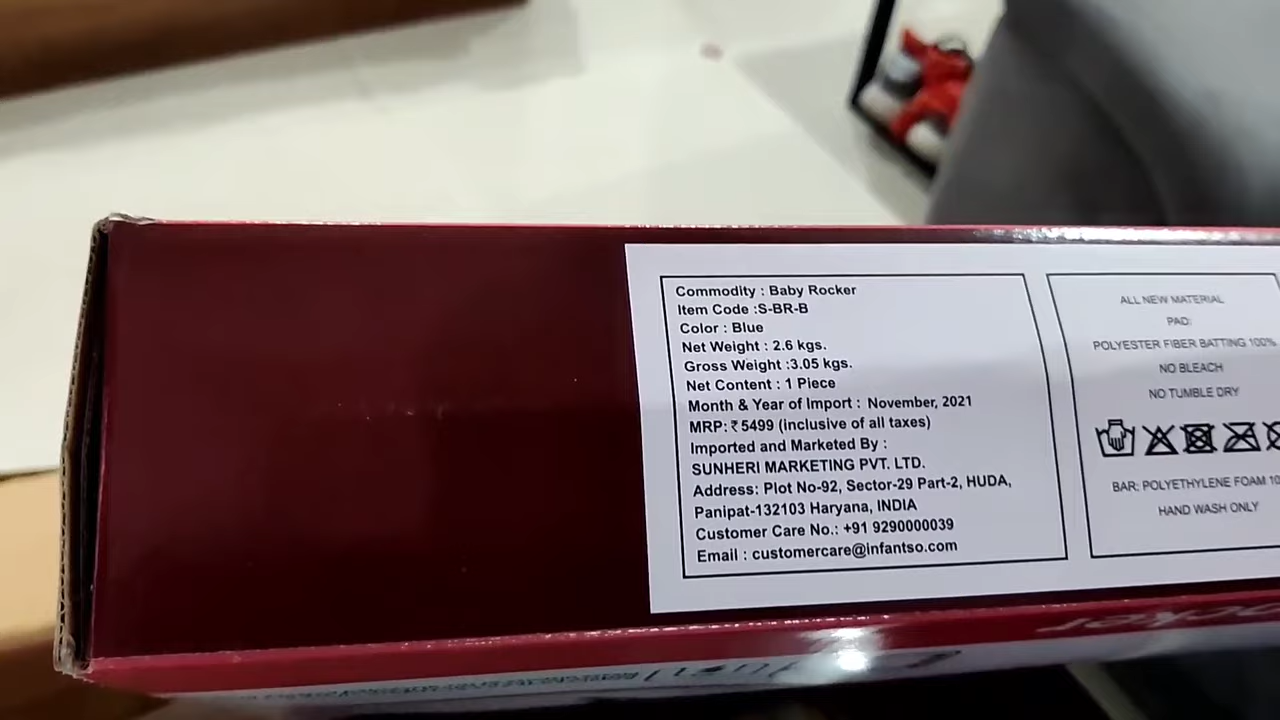 Commodity : Baby Rocker
Item Code :S-BR-B
Color : Blue
Net Weight : 2.6 kgs.
Gross Weight :3.05 kgs.
Net Content : 1 Piece
Month & Year of Import : November, 2021
MRP: ₹ 5499 (inclusive of all taxes)
Imported and Marketed By :
SUNHERI MARKETING PVT. LTD.
Address: Plot No-92, Sector-29 Part-2, HUDA,
Panipat-132103 Haryana, INDIA
Customer Care No.: +91 9290000039
Email : customercare@infantso.com
ALL NEW MATERIAL
PAD:
POLYESTER FIBER BATTING 100%
NO BLEACH
NO TUMBLE DRY
BAR: POLYETHYLENE FOAM 10
HAND WASH ONLY